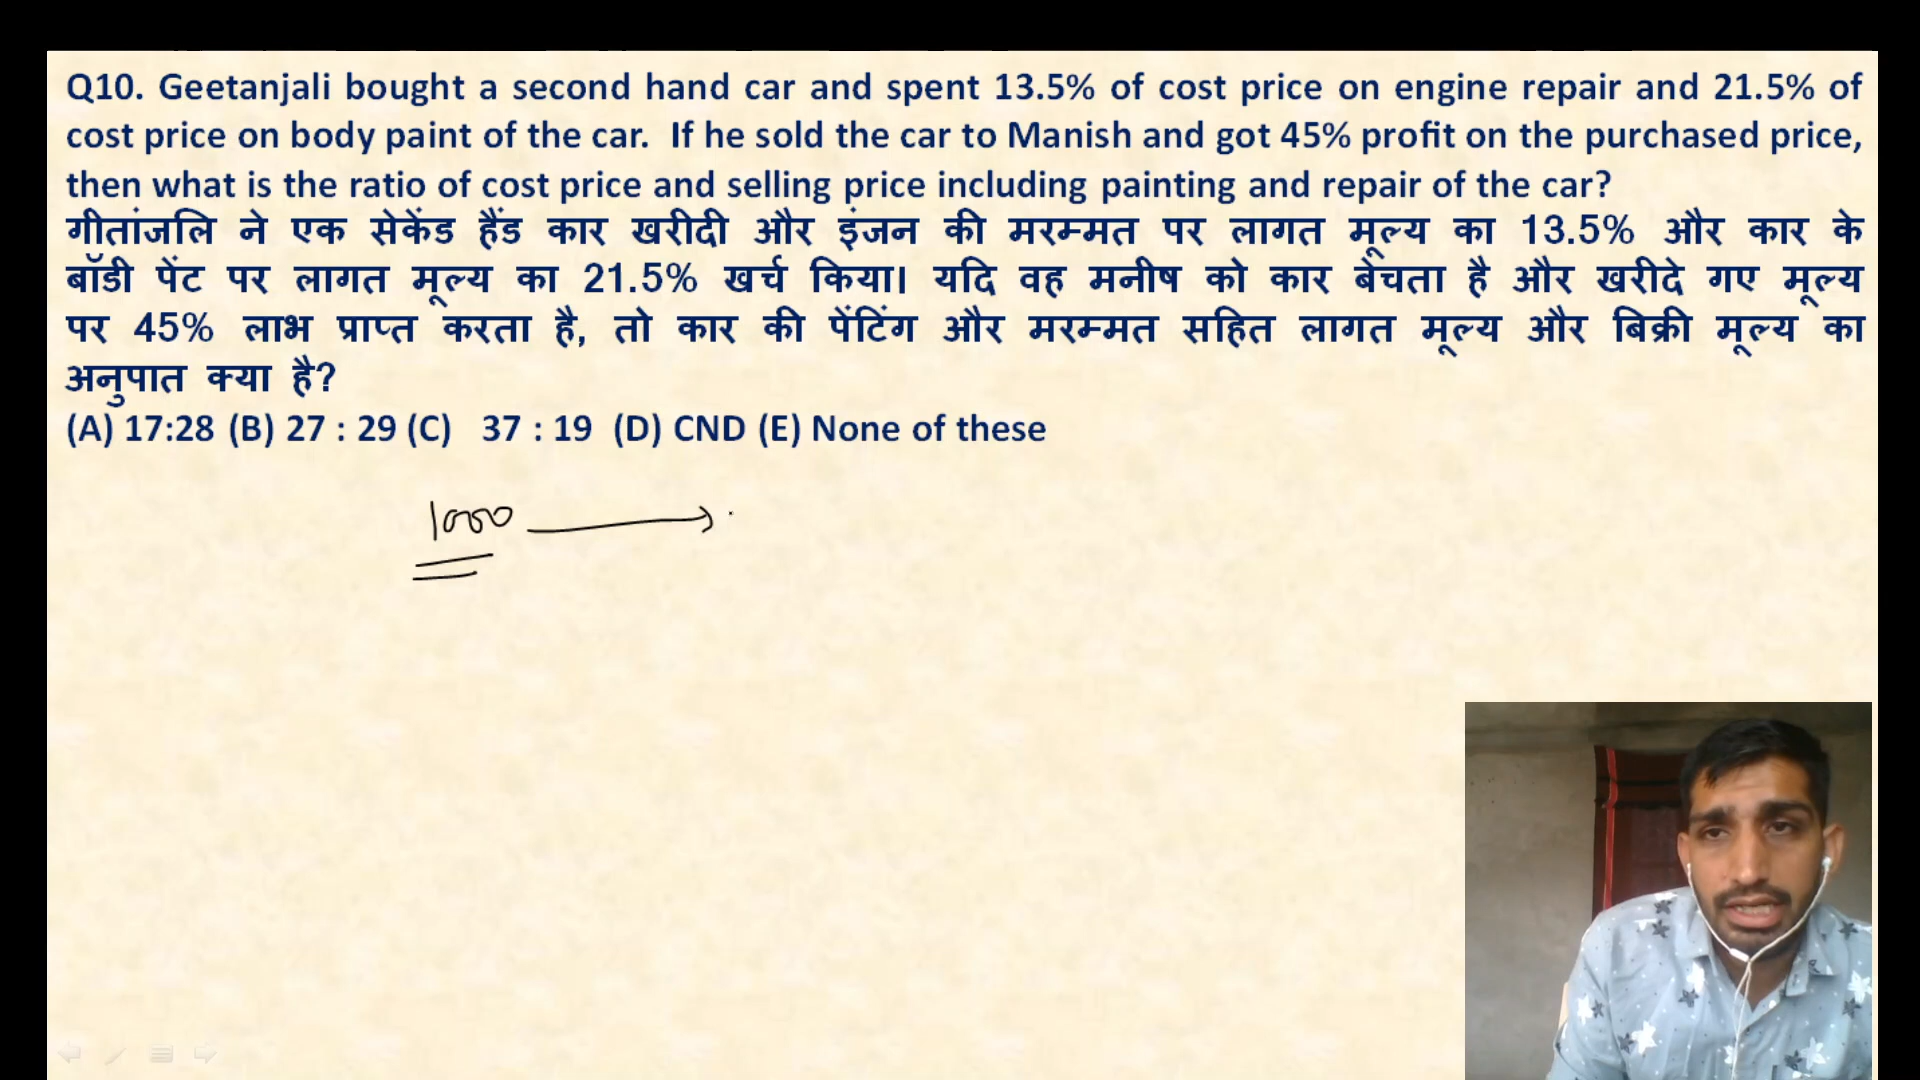 Q10. Geetanjali bought a second hand car and spent 13.5% of cost price on engine repair and 21.5% of
cost price on body paint of the car. If he sold the car to Manish and got 45% profit on the purchased price,
then what is the ratio of cost price and selling price including painting and repair of the car?
गीतांजलि ने एक सेकेंड हैंड कार खरीदी और इंजन की मरम्मत पर लागत मूल्य का 13.5% और कार के
बॉडी पेंट पर लागत मूल्य का 21.5% खर्च किया। यदि वह मनीष को कार बेचता है और खरीदे गए मूल्य
पर 45% लाभ प्राप्त करता है, तो कार की पेंटिंग और मरम्मत सहित लागत मूल्य और बिक्री मूल्य का
अनुपात क्या है?
(A) 17:28 (B) 27 : 29 (C) 37 : 19 (D) CND (E) None of these
1000